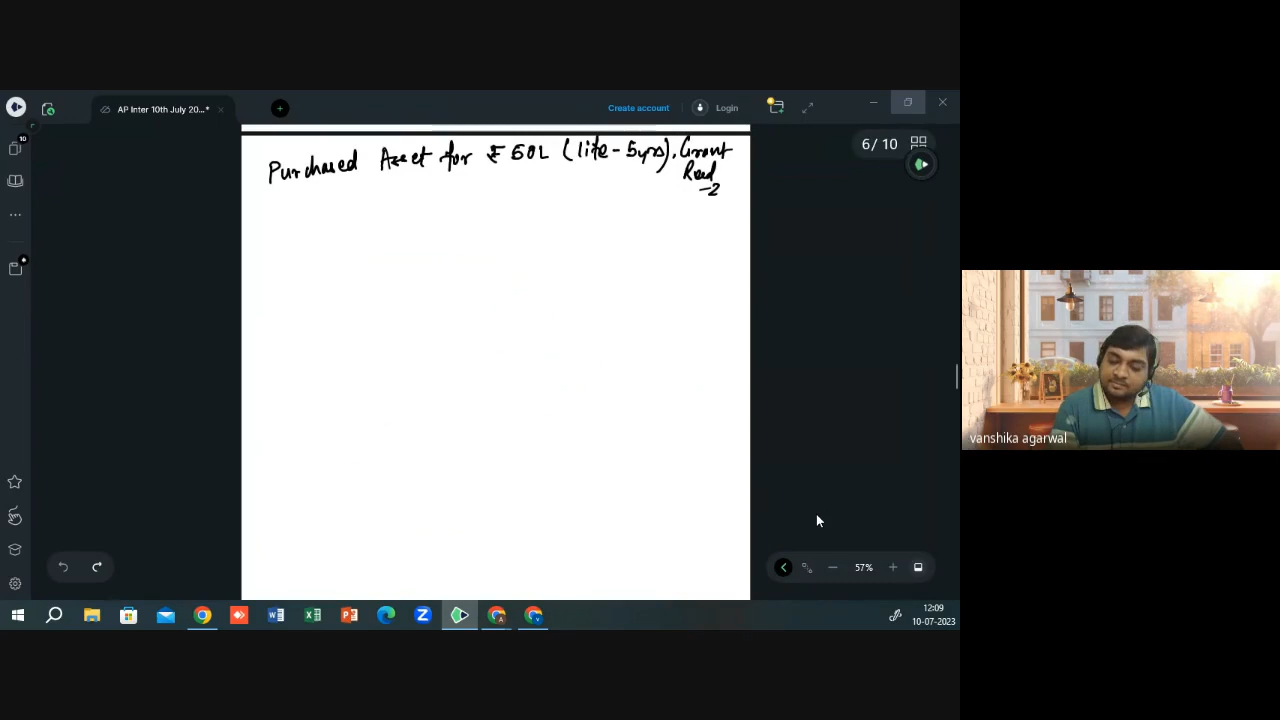 AP Inter 10th July 20...*
Create account
Login
10
6/10
Purchased Asset for ₹ 50L (life - 5yrs). Grant
Recd
-2
vanshika agarwal
57%
12:09
10-07-2023